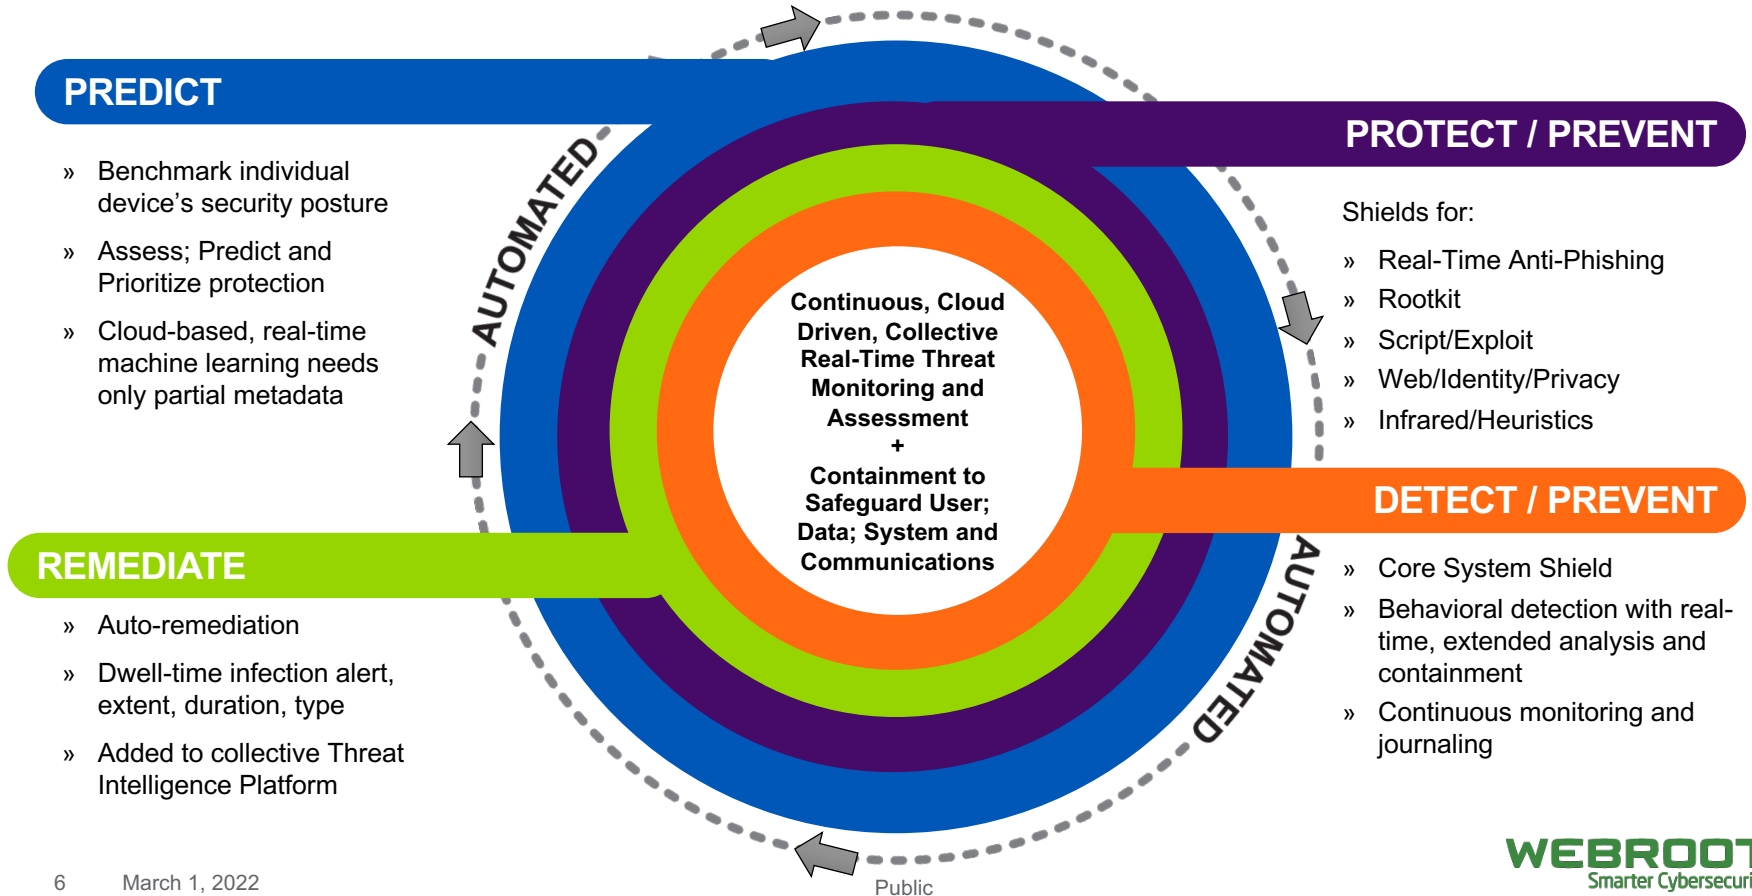 PREDICT
» Benchmark individual
device's security posture
» Assess; Predict and
Prioritize protection
» Cloud-based, real-time
machine learning needs
only partial metadata
AUTOMATED
PROTECT / PREVENT
Shields for:
» Real-Time Anti-Phishing
» Rootkit
» Script/Exploit
» Web/Identity/Privacy
» Infrared/Heuristics
Continuous, Cloud
Driven, Collective
Real-Time Threat
Monitoring and
Assessment
+
Containment to
Safeguard User;
Data; System and
Communications
REMEDIATE
» Auto-remediation
» Dwell-time infection alert,
extent, duration, type
» Added to collective Threat
Intelligence Platform
DETECT / PREVENT
» Core System Shield
» Behavioral detection with real-
time, extended analysis and
containment
» Continuous monitoring and
journaling
AUTOMATED
6 March 1, 2022
Public
WEBROOT
Smarter Cybersecuri